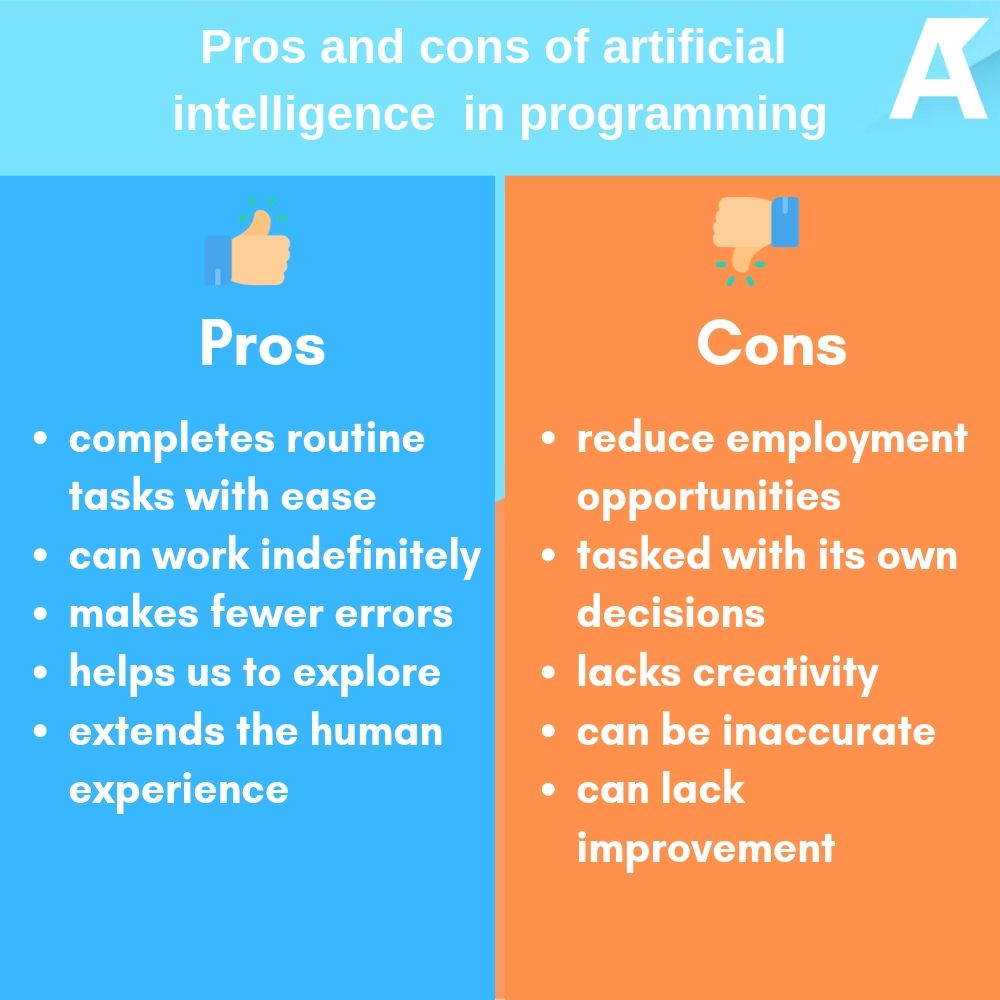 Pros and cons of artificial
intelligence in programming
A
Pros
• completes routine
tasks with ease
• can work indefinitely
• makes fewer errors
• helps us to explore
• extends the human
experience
Cons
• reduce employment
opportunities
• tasked with its own
decisions
• lacks creativity
• can be inaccurate
• can lack
improvement